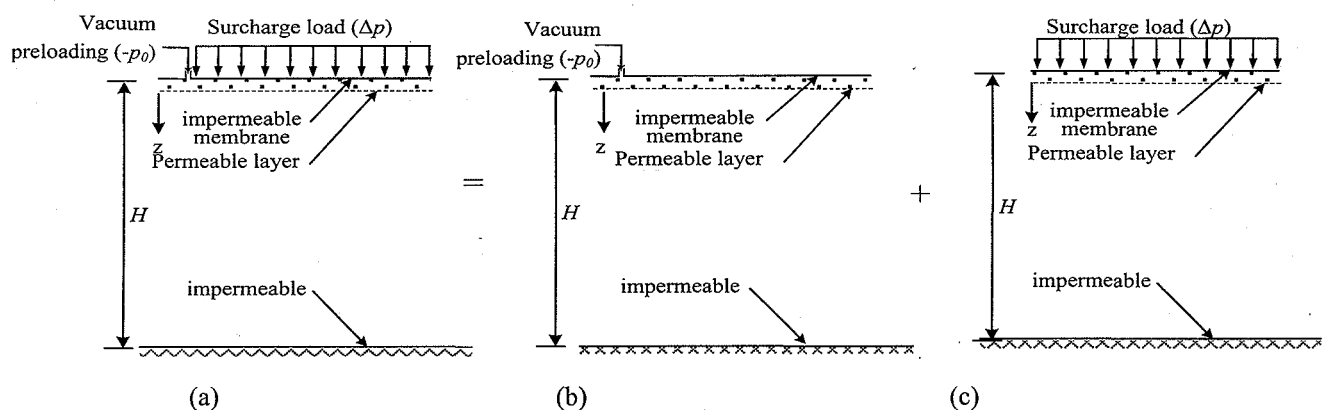 Vacuum
preloading (-p₀)
Surcharge load (Δp)
impermeable
membrane
z
Permeable layer
H
impermeable
(a)
=
Vacuum
preloading (-p₀)
impermeable
membrane
z
Permeable layer
H
impermeable
(b)
+
Surcharge load (Δp)
impermeable
z membrane
Permeable layer
H
impermeable
(c)